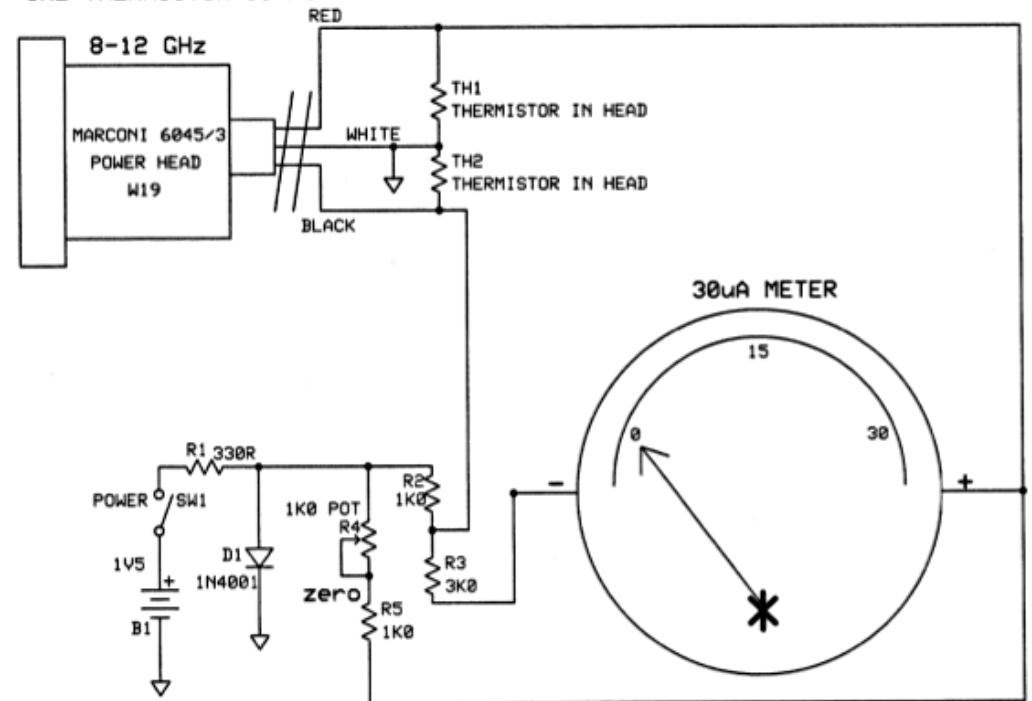 RED
8-12 GHz
TH1
THERMISTOR IN HEAD
MARCONI 6045/3
POWER HEAD
W19
WHITE
TH2
THERMISTOR IN HEAD
BLACK
30uA METER
15
0
30
-
+
R1 330R
POWER
SW1
R2
1K0
1K0 POT
R4
1V5
+
D1
1N4001
R3
3K0
zero
B1
R5
1K0